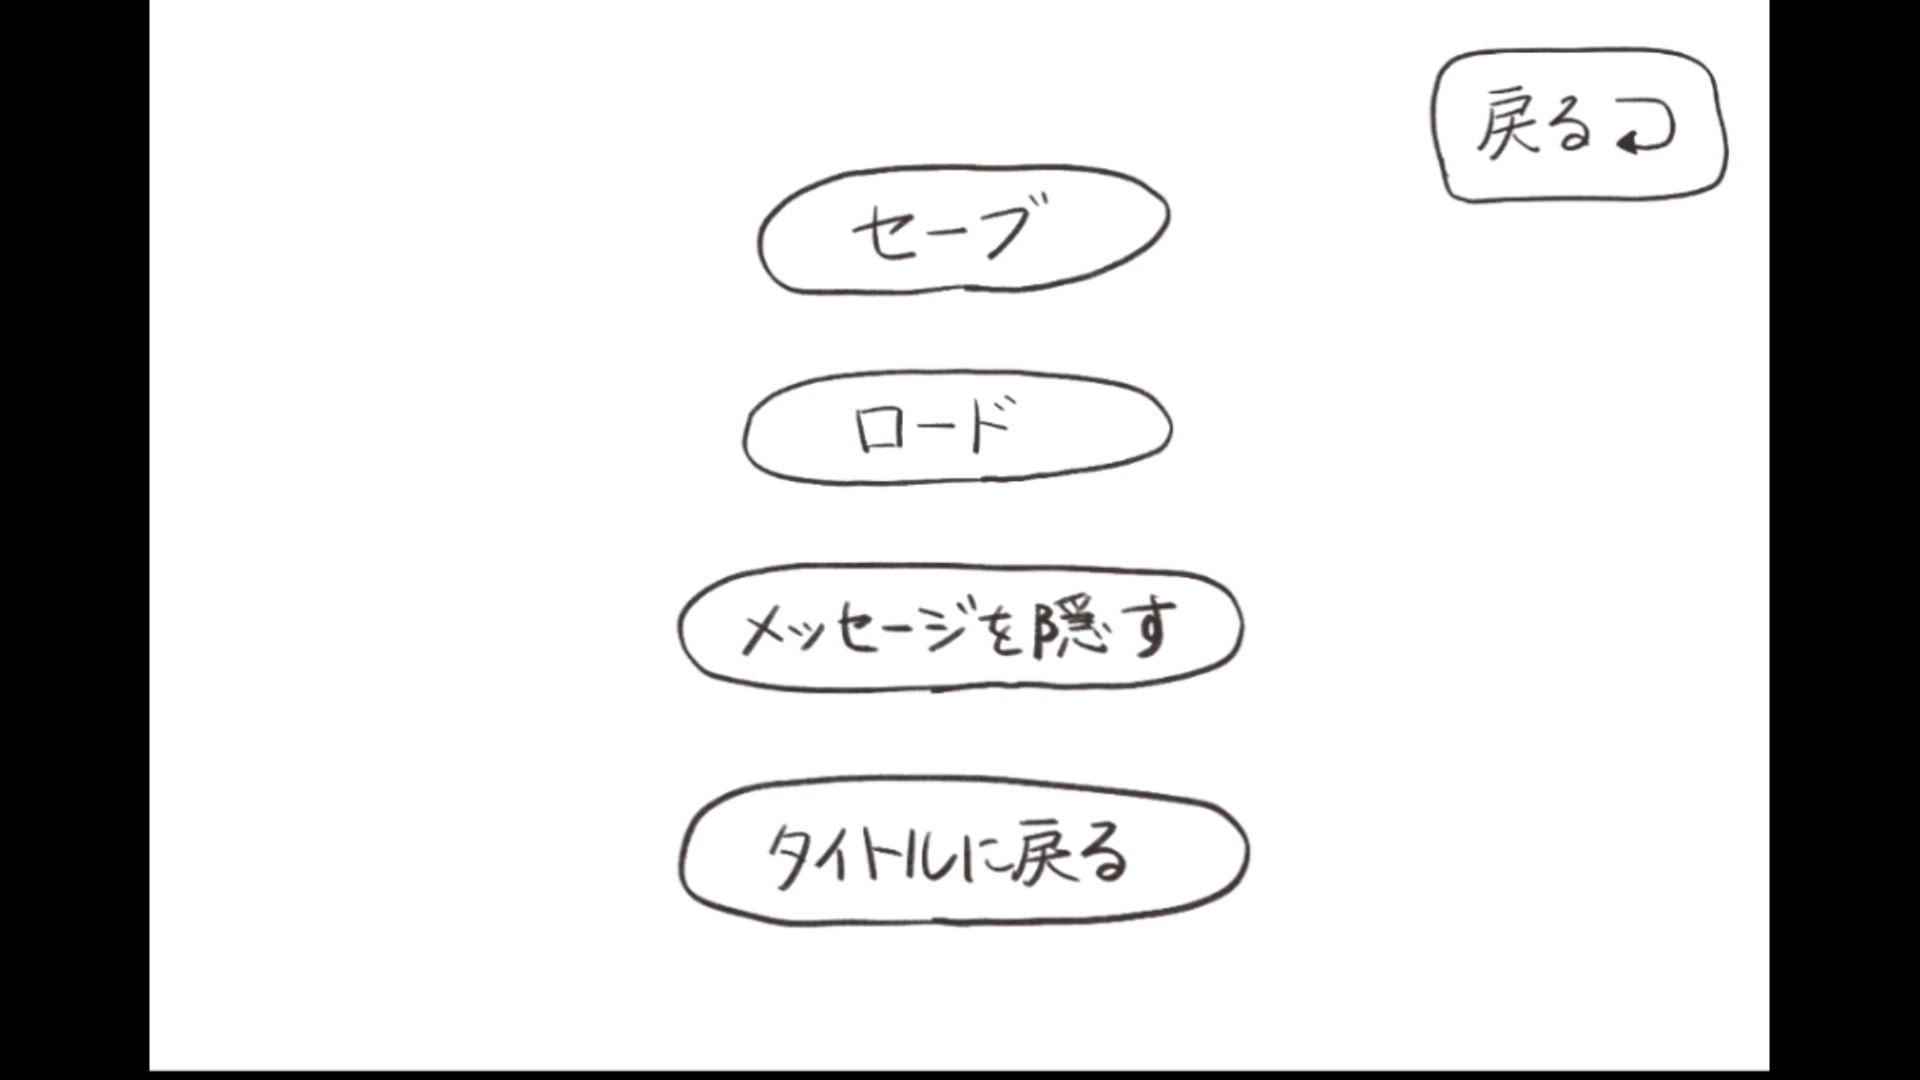 戻る
セーブ
ロード
メッセージを隠す
タイトルに戻る